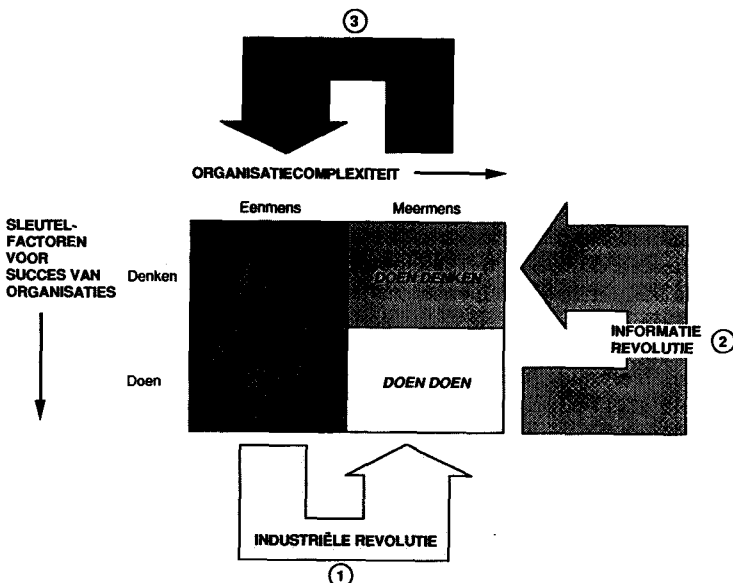 3
ORGANISATIECOMPLEXITEIT
Eenmens Meermens
SLEUTEL-
FACTOREN
VOOR
SUCCES VAN
ORGANISATIES
Denken
DOEN DENKEN
INFORMATIE
REVOLUTIE
2
Doen
DOEN DOEN
INDUSTRIËLE REVOLUTIE
1